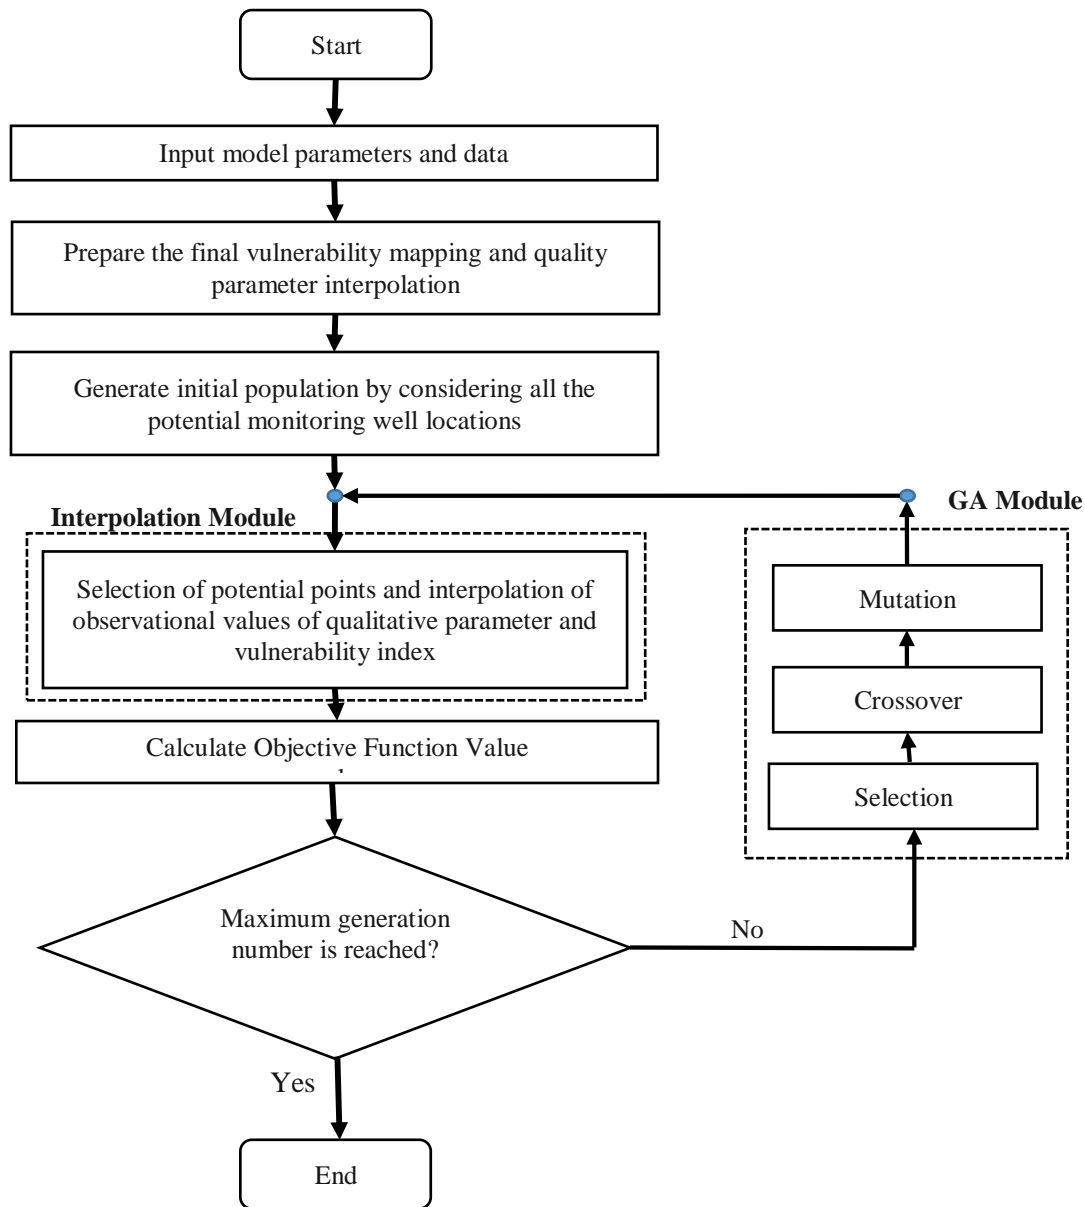 Start
Input model parameters and data
Prepare the final vulnerability mapping and quality
parameter interpolation
Generate initial population by considering all the
potential monitoring well locations
Interpolation Module
Selection of potential points and interpolation of
observational values of qualitative parameter and
vulnerability index
Calculate Objective Function Value
Maximum generation
number is reached?
Yes
End
No
GA Module
Mutation
Crossover
Selection